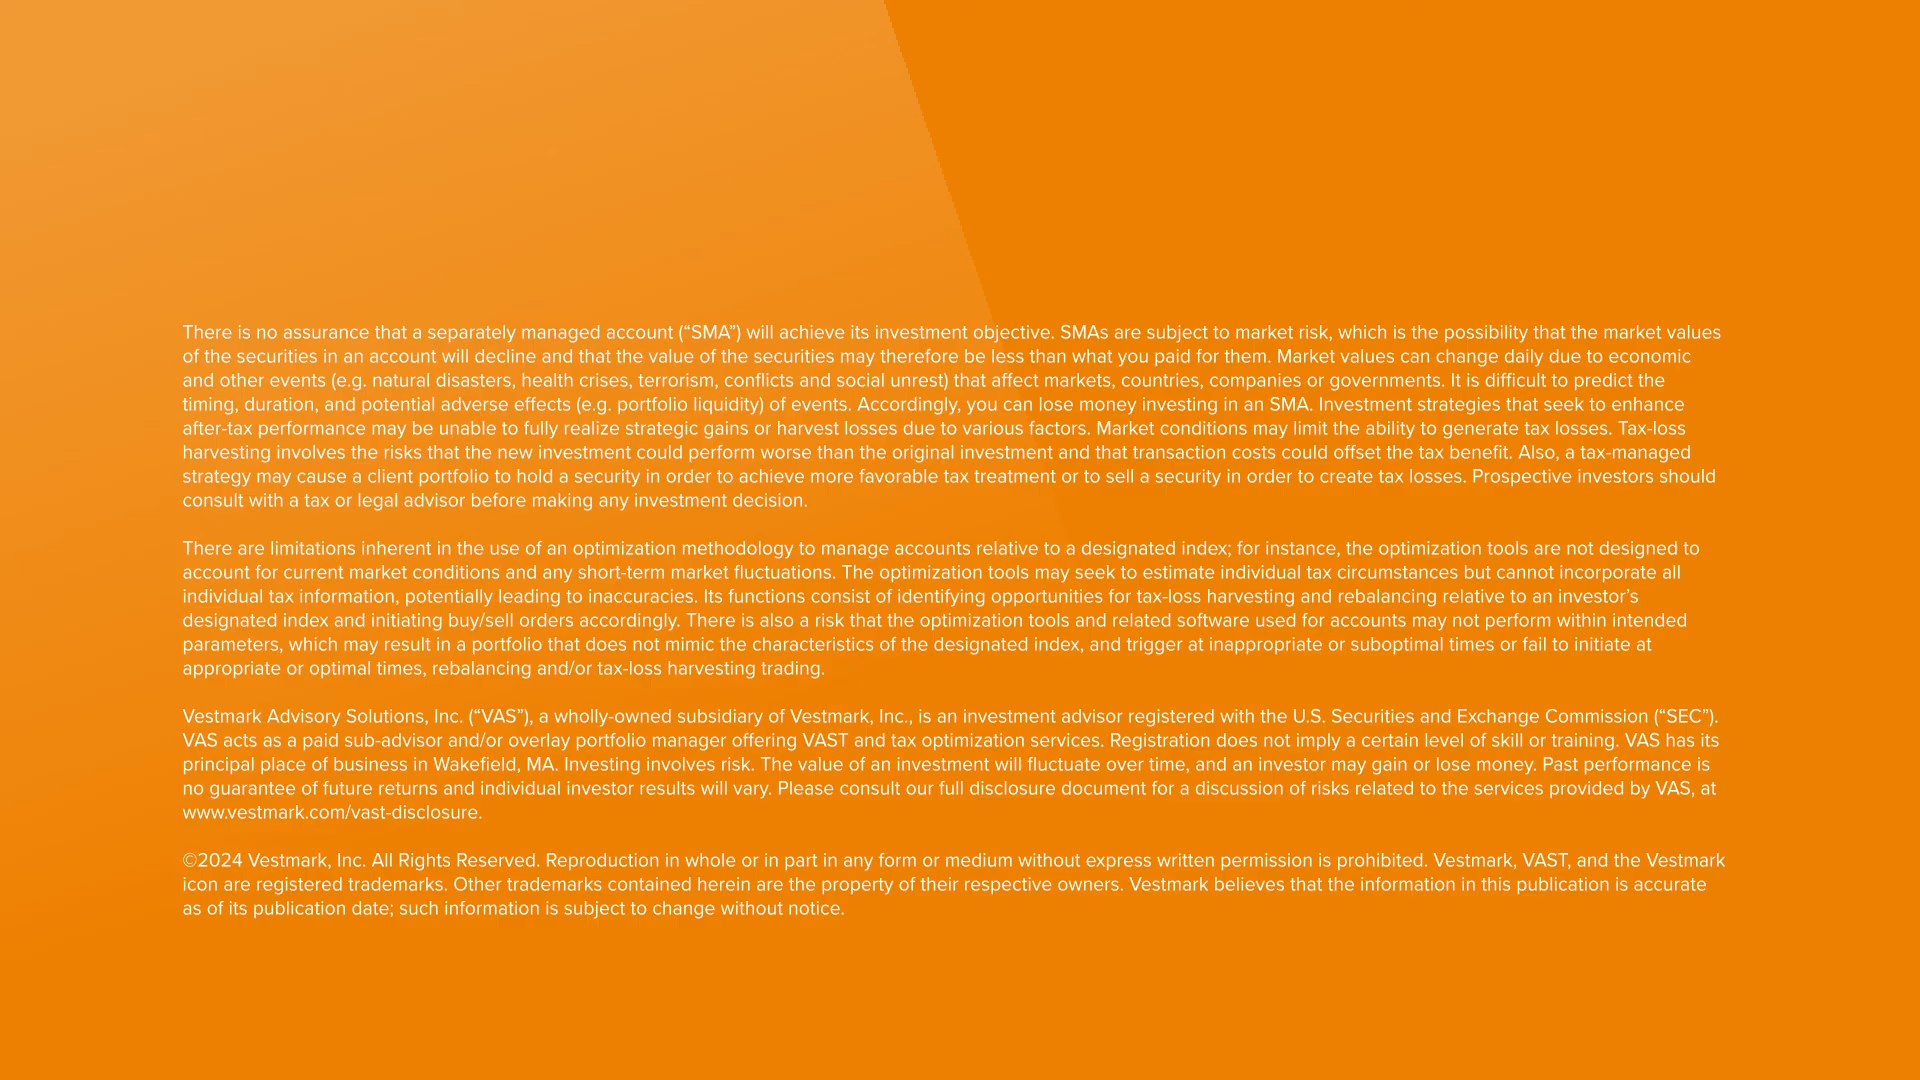 There is no assurance that a separately managed account (“SMA”) will achieve its investment objective. SMAs are subject to market risk, which is the possibility that the market values
of the securities in an account will decline and that the value of the securities may therefore be less than what you paid for them. Market values can change daily due to economic
and other events (e.g. natural disasters, health crises, terrorism, conflicts and social unrest) that affect markets, countries, companies or governments. It is difficult to predict the
timing, duration, and potential adverse effects (e.g. portfolio liquidity) of events. Accordingly, you can lose money investing in an SMA. Investment strategies that seek to enhance
after-tax performance may be unable to fully realize strategic gains or harvest losses due to various factors. Market conditions may limit the ability to generate tax losses. Tax-loss
harvesting involves the risks that the new investment could perform worse than the original investment and that transaction costs could offset the tax benefit. Also, a tax-managed
strategy may cause a client portfolio to hold a security in order to achieve more favorable tax treatment or to sell a security in order to create tax losses. Prospective investors should
consult with a tax or legal advisor before making any investment decision.
There are limitations inherent in the use of an optimization methodology to manage accounts relative to a designated index; for instance, the optimization tools are not designed to
account for current market conditions and any short-term market fluctuations. The optimization tools may seek to estimate individual tax circumstances but cannot incorporate all
individual tax information, potentially leading to inaccuracies. Its functions consist of identifying opportunities for tax-loss harvesting and rebalancing relative to an investor’s
designated index and initiating buy/sell orders accordingly. There is also a risk that the optimization tools and related software used for accounts may not perform within intended
parameters, which may result in a portfolio that does not mimic the characteristics of the designated index, and trigger at inappropriate or suboptimal times or fail to initiate at
appropriate or optimal times, rebalancing and/or tax-loss harvesting trading.
Vestmark Advisory Solutions, Inc. (“VAS”), a wholly-owned subsidiary of Vestmark, Inc., is an investment advisor registered with the U.S. Securities and Exchange Commission (“SEC”).
VAS acts as a paid sub-advisor and/or overlay portfolio manager offering VAST and tax optimization services. Registration does not imply a certain level of skill or training. VAS has its
principal place of business in Wakefield, MA. Investing involves risk. The value of an investment will fluctuate over time, and an investor may gain or lose money. Past performance is
no guarantee of future returns and individual investor results will vary. Please consult our full disclosure document for a discussion of risks related to the services provided by VAS, at
www.vestmark.com/vast-disclosure.
©2024 Vestmark, Inc. All Rights Reserved. Reproduction in whole or in part in any form or medium without express written permission is prohibited. Vestmark, VAST, and the Vestmark
icon are registered trademarks. Other trademarks contained herein are the property of their respective owners. Vestmark believes that the information in this publication is accurate
as of its publication date; such information is subject to change without notice.